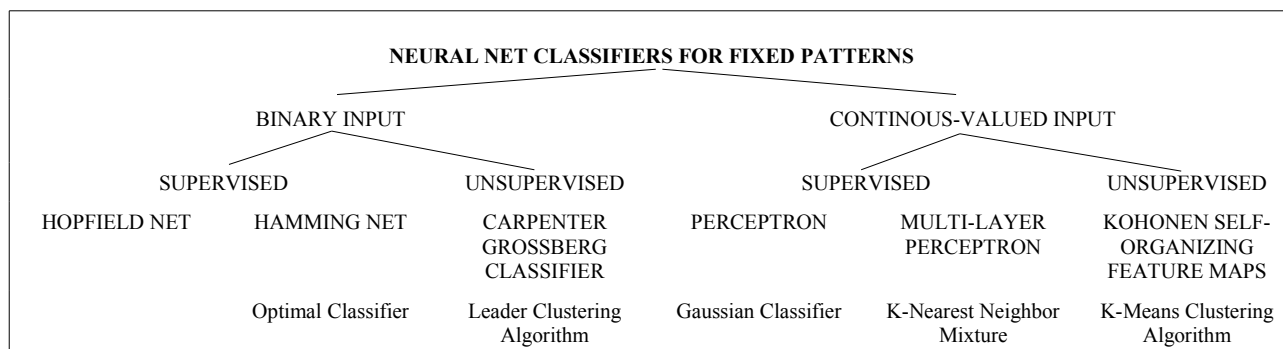 NEURAL NET CLASSIFIERS FOR FIXED PATTERNS
BINARY INPUT
CONTINOUS-VALUED INPUT
SUPERVISED
UNSUPERVISED
SUPERVISED
UNSUPERVISED
HOPFIELD NET
HAMMING NET
CARPENTER
GROSSBERG
CLASSIFIER
PERCEPTRON
MULTI-LAYER
PERCEPTRON
KOHONEN SELF-
ORGANIZING
FEATURE MAPS
Optimal Classifier
Leader Clustering
Algorithm
Gaussian Classifier
K-Nearest Neighbor
Mixture
K-Means Clustering
Algorithm